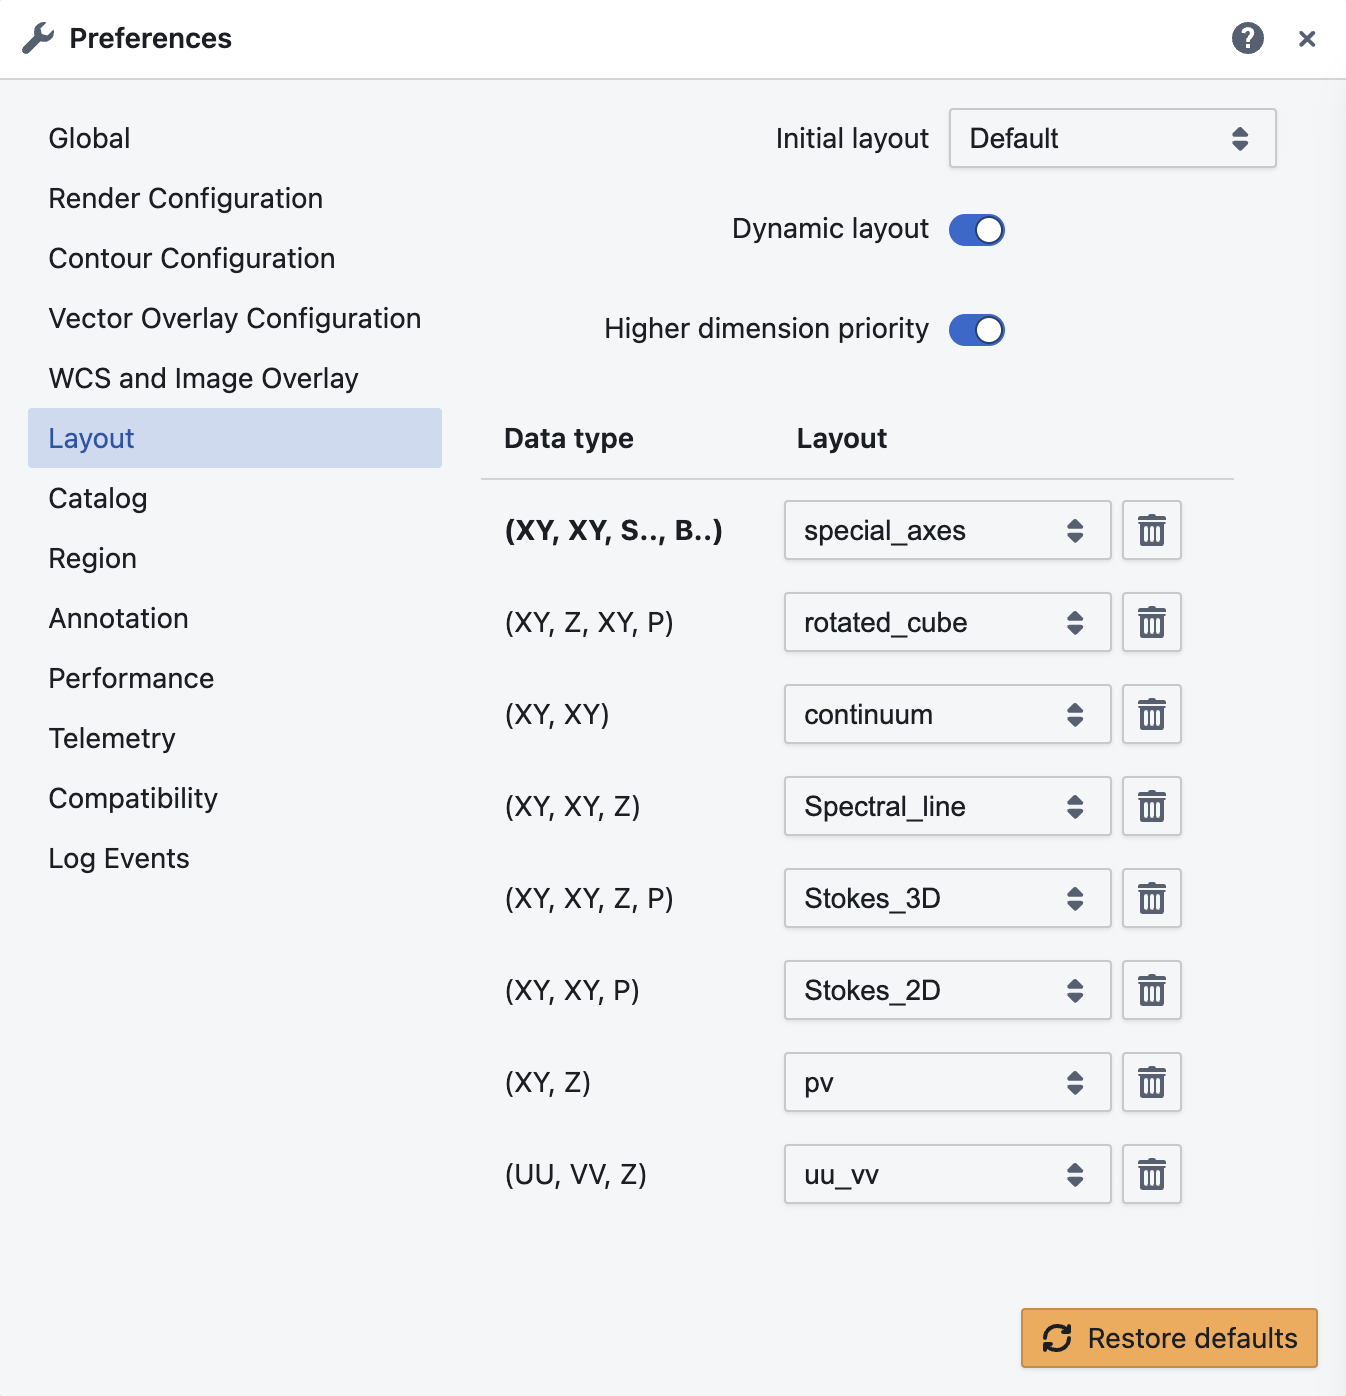 Preferences
Global
Render Configuration
Contour Configuration
Vector Overlay Configuration
WCS and Image Overlay
Layout
Catalog
Region
Annotation
Performance
Telemetry
Compatibility
Log Events
Initial layout Default
Dynamic layout
Higher dimension priority
Data type Layout
(XY, XY, S.., B..) special_axes
(XY, Z, XY, P) rotated_cube
(XY, XY) continuum
(XY, XY, Z) Spectral_line
(XY, XY, Z, P) Stokes_3D
(XY, XY, P) Stokes_2D
(XY, Z) pv
(UU, VV, Z) uu_vv
Restore defaults